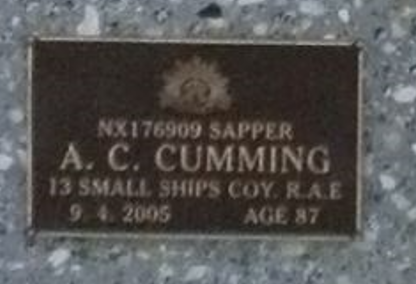 NX176909 SAPPER
A. C. CUMMING
13 SMALL SHIPS COY. R.A.E
9. 4. 2005 AGE 87